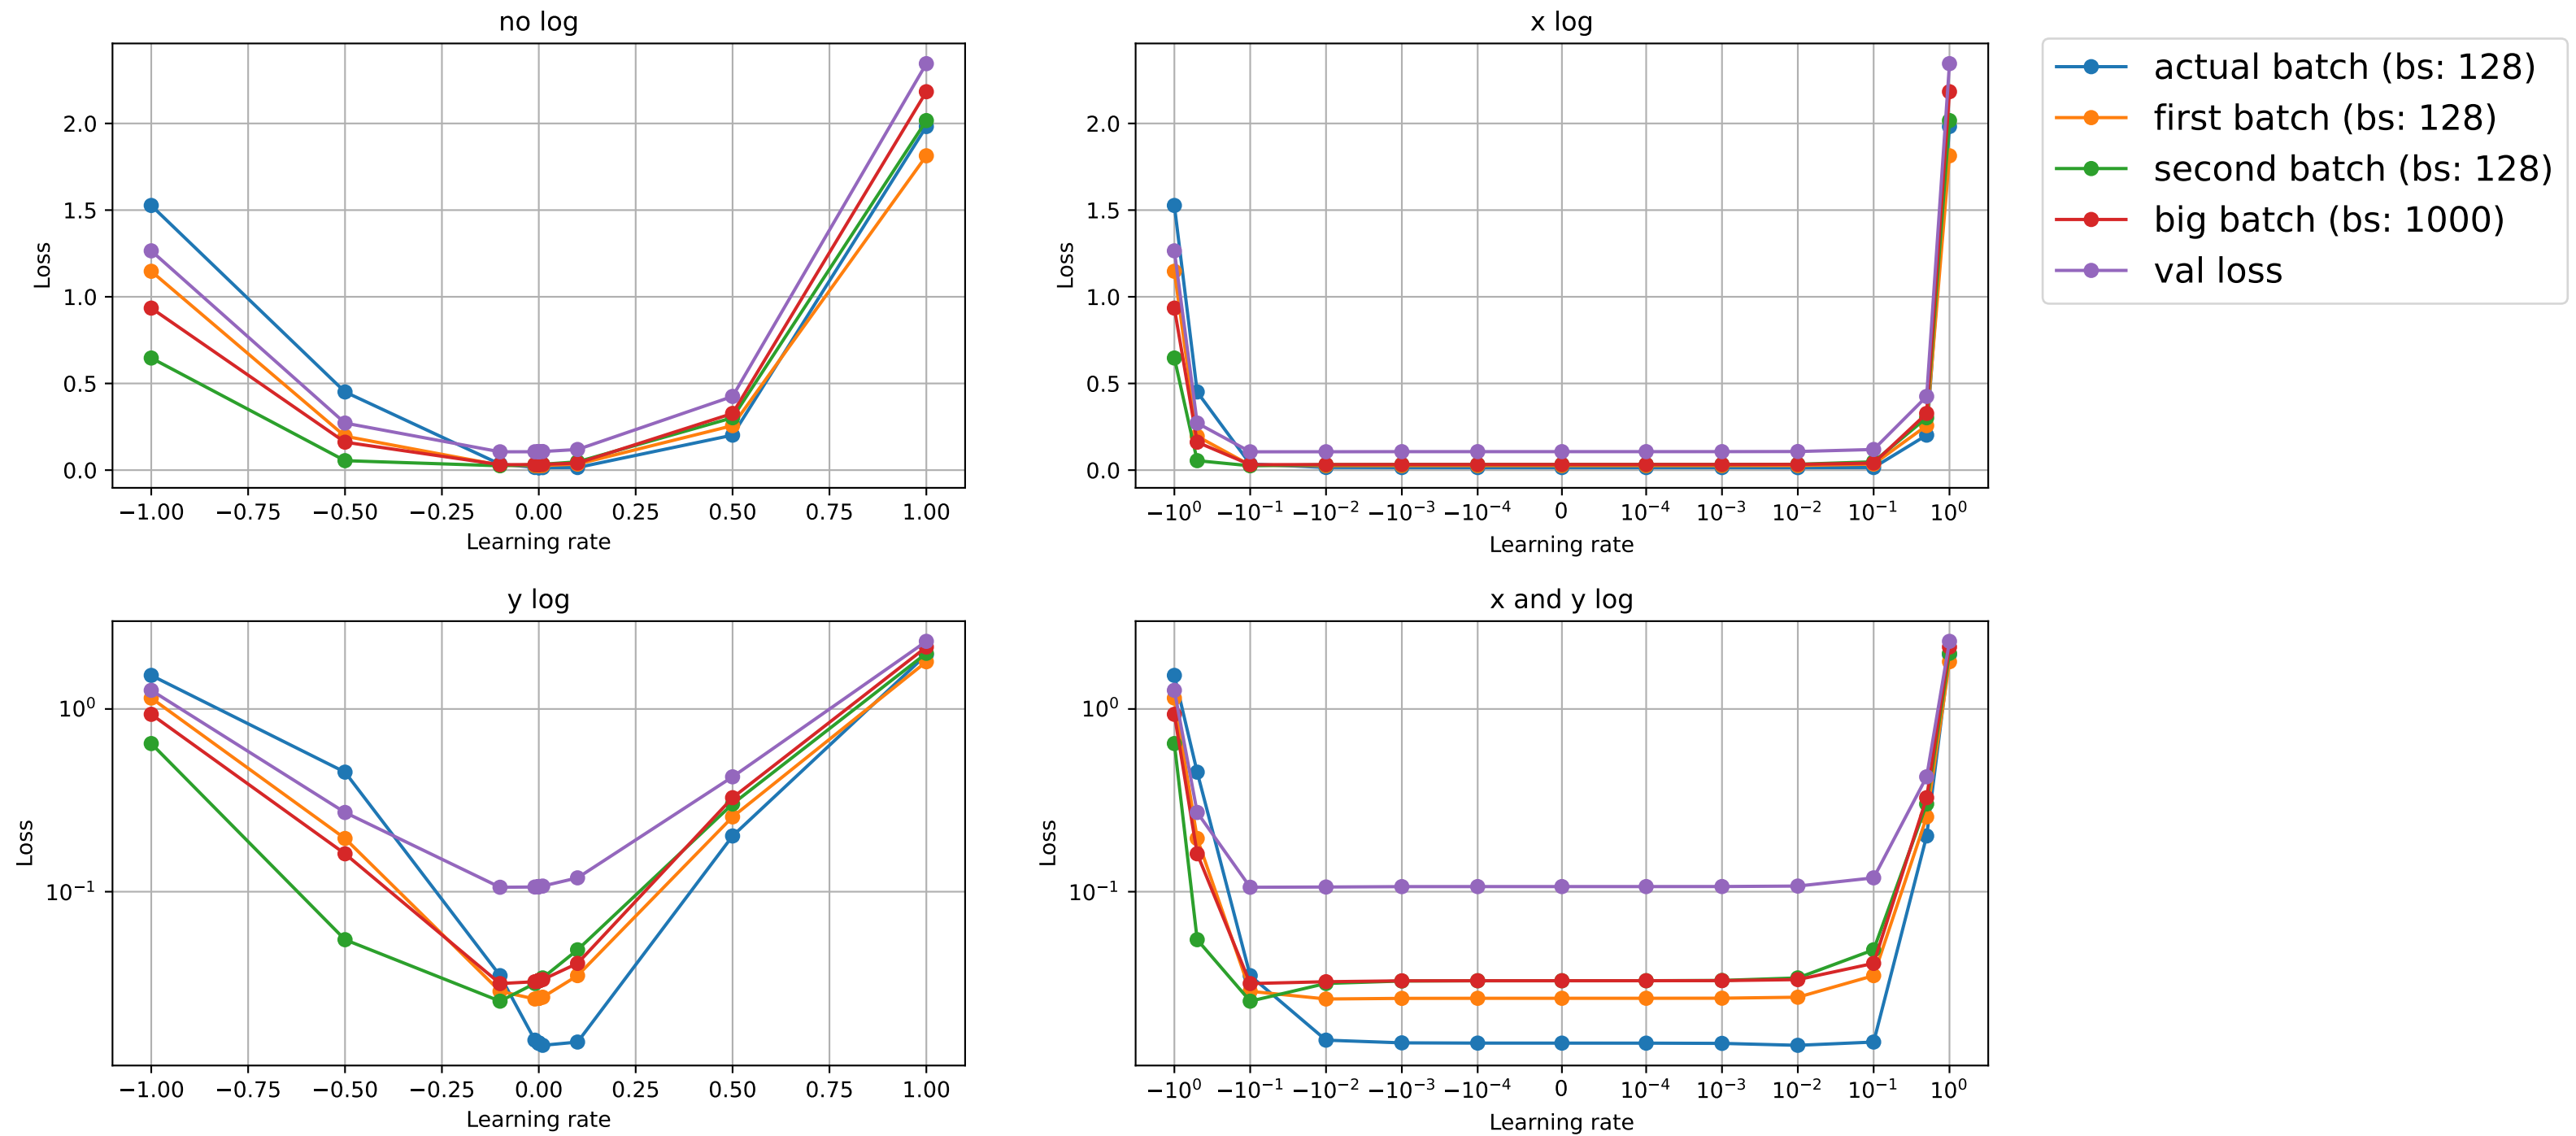 no log
2.0
1.5
1.0
0.5
0.0
Loss
−1.00 −0.75 −0.50 −0.25 0.00 0.25 0.50 0.75 1.00
Learning rate
x log
2.0
1.5
1.0
0.5
0.0
Loss
−10⁰ −10⁻¹ −10⁻² −10⁻³ −10⁻⁴ 0 10⁻⁴ 10⁻³ 10⁻² 10⁻¹ 10⁰
Learning rate
actual batch (bs: 128)
first batch (bs: 128)
second batch (bs: 128)
big batch (bs: 1000)
val loss
y log
10⁰
10⁻¹
Loss
−1.00 −0.75 −0.50 −0.25 0.00 0.25 0.50 0.75 1.00
Learning rate
x and y log
10⁰
10⁻¹
Loss
−10⁰ −10⁻¹ −10⁻² −10⁻³ −10⁻⁴ 0 10⁻⁴ 10⁻³ 10⁻² 10⁻¹ 10⁰
Learning rate